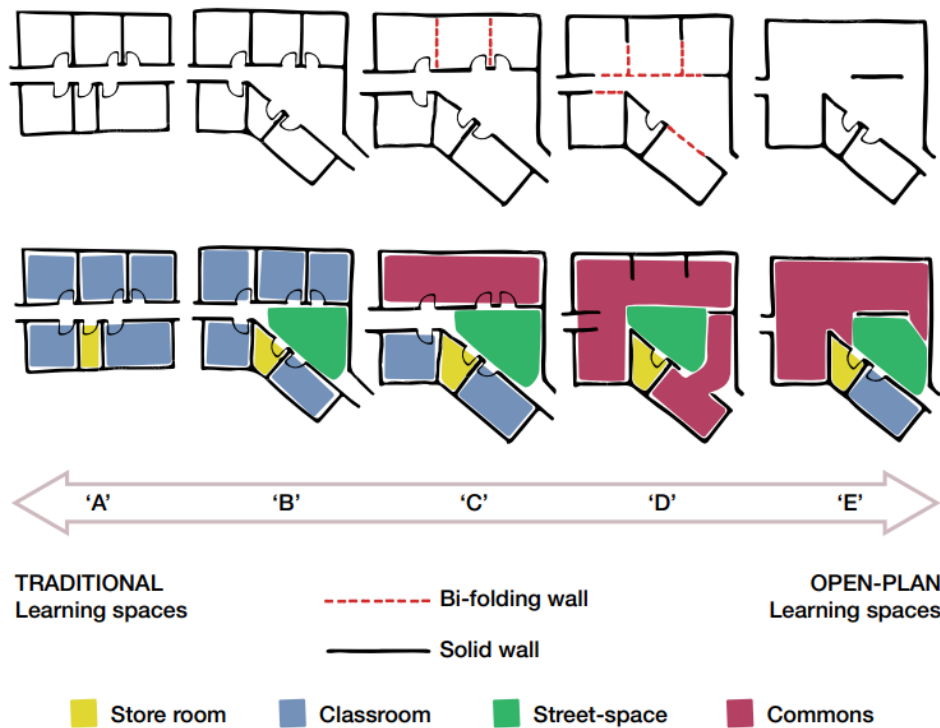 ‘A’ ‘B’ ‘C’ ‘D’ ‘E’
TRADITIONAL
Learning spaces
OPEN-PLAN
Learning spaces
Bi-folding wall
Solid wall
Store room Classroom Street-space Commons